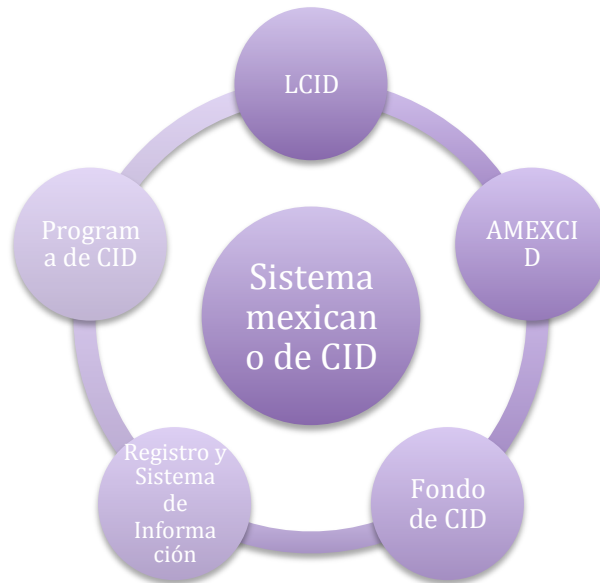 LCID
AMEXCI
D
Fondo
de CID
Registro y
Sistema
de
Informa
ción
Program
a de CID
Sistema
mexican
o de CID